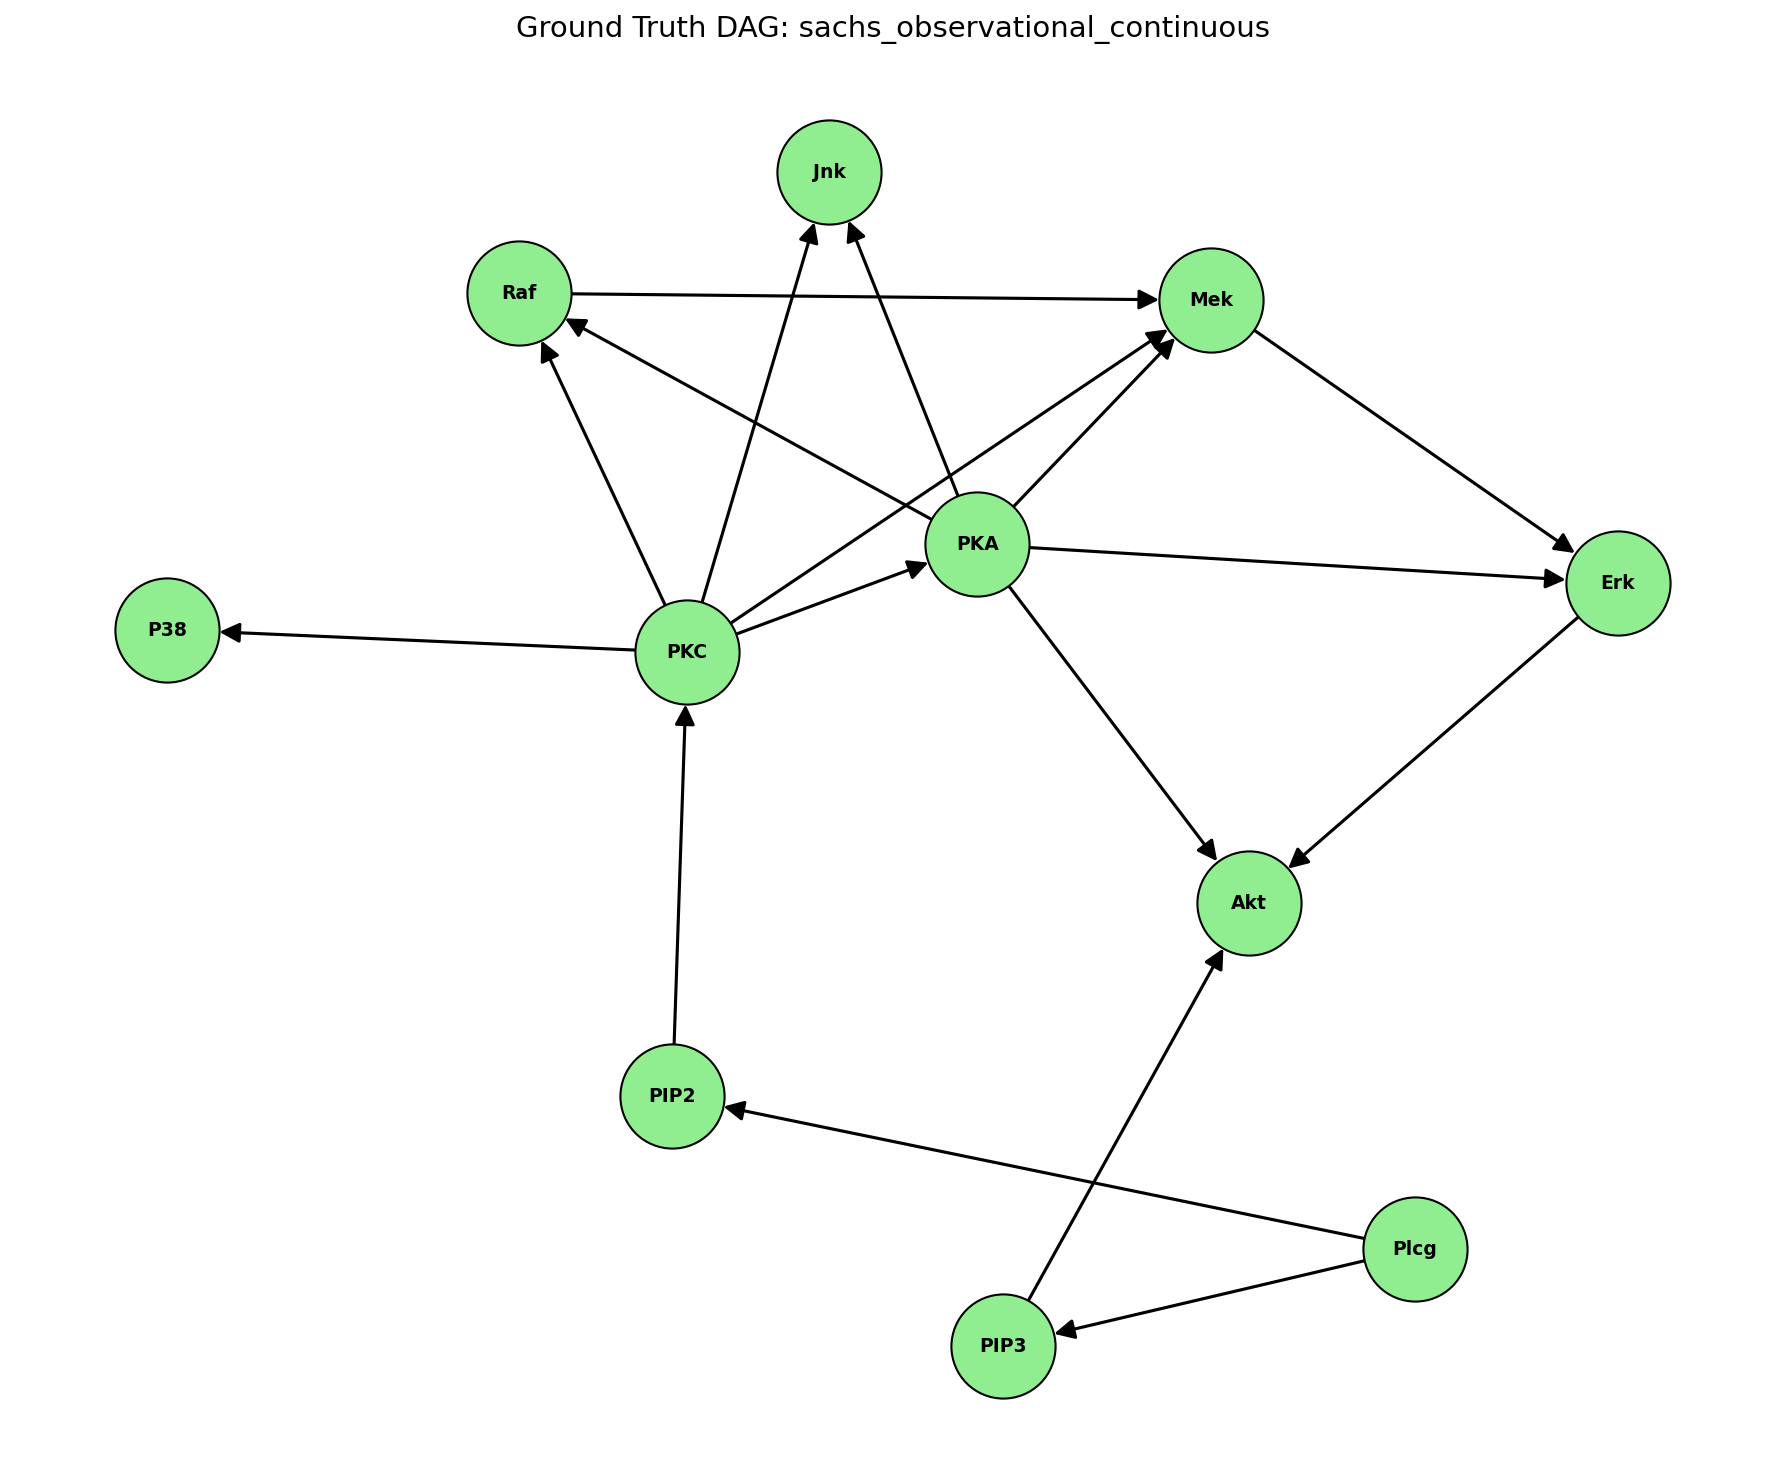 Ground Truth DAG: sachs_observational_continuous
Jnk
Raf
Mek
PKA
Erk
P38
PKC
Akt
PIP2
Plcg
PIP3